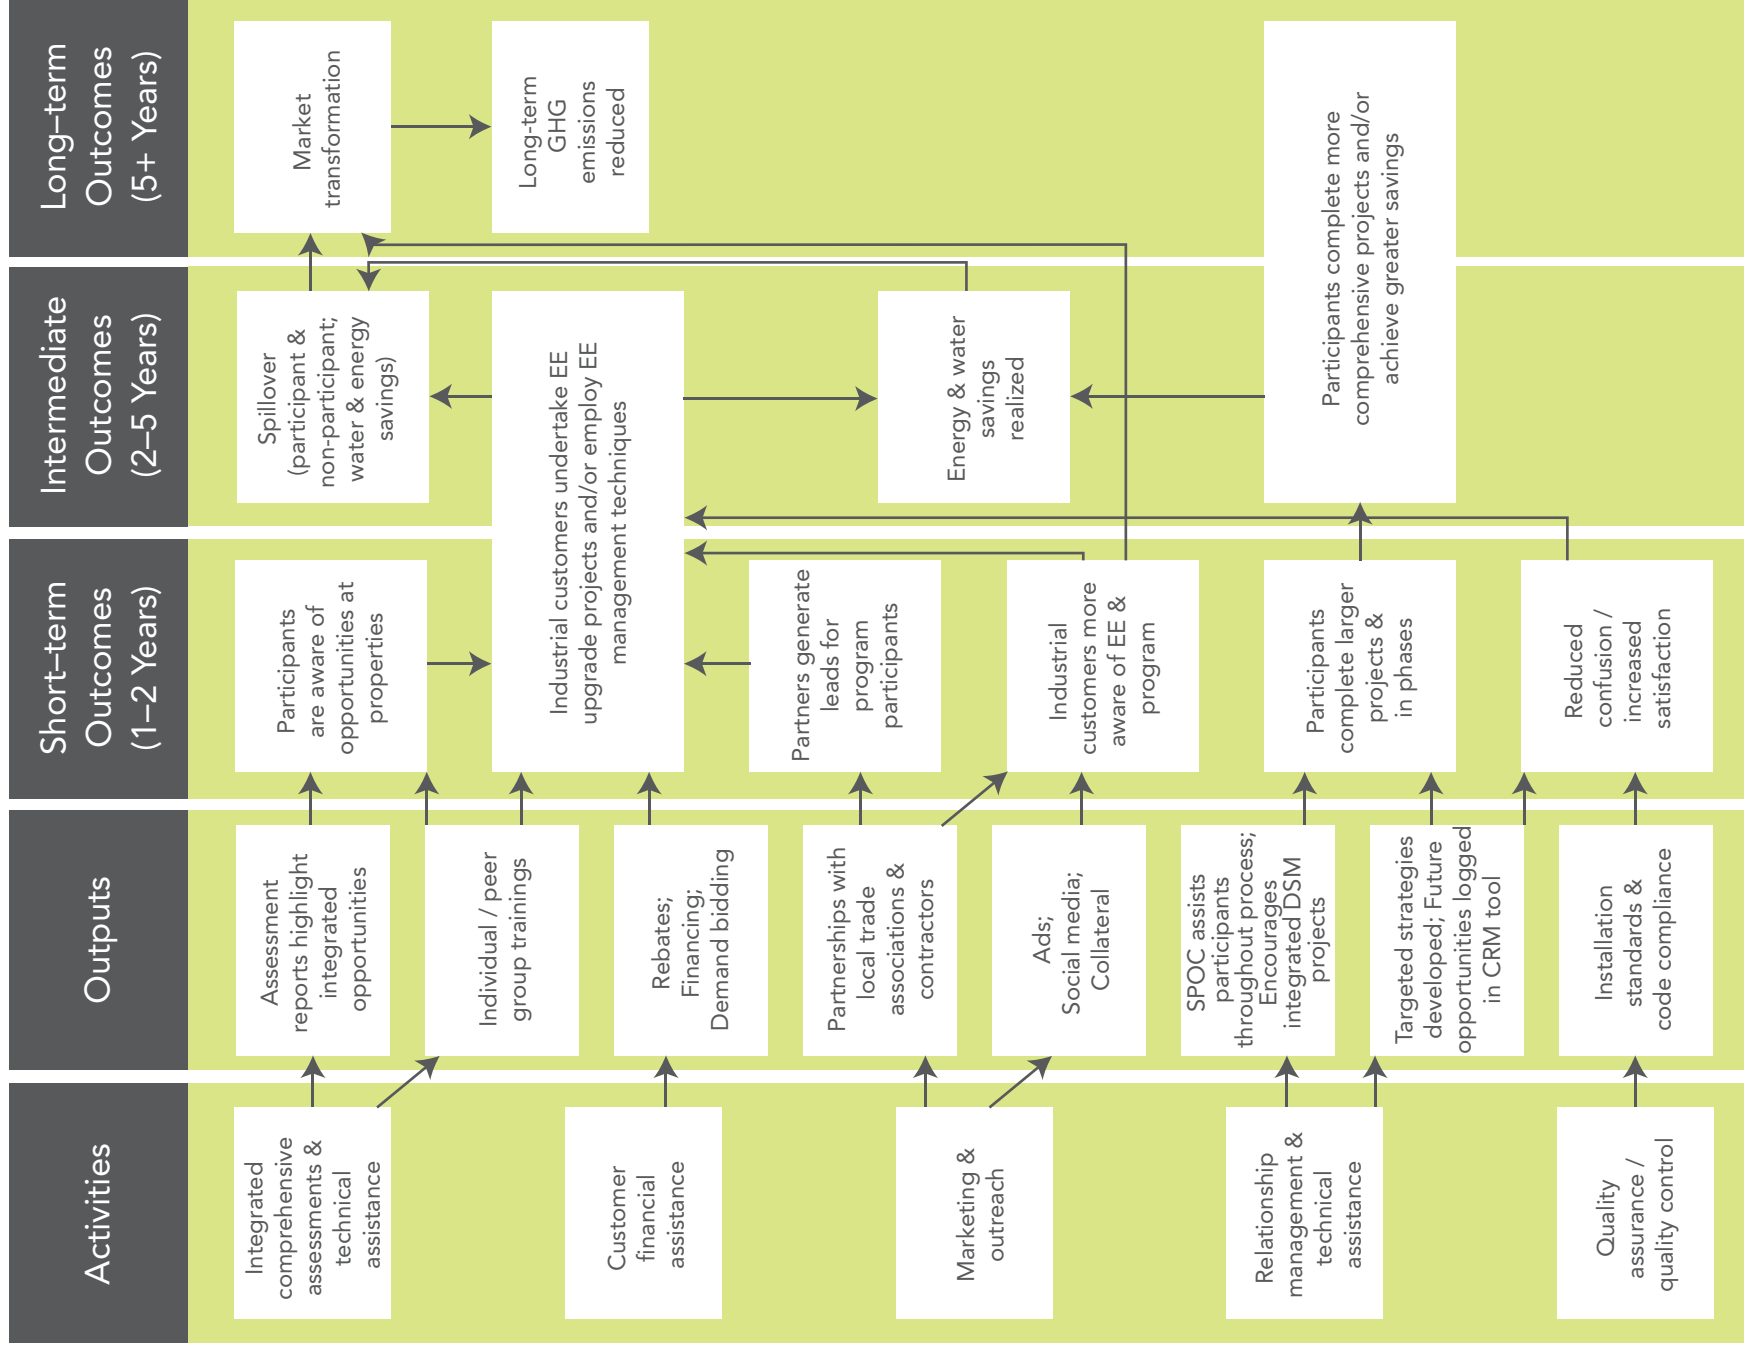 Activities
Outputs
Short–term
Outcomes
(1–2 Years)
Intermediate
Outcomes
(2–5 Years)
Long–term
Outcomes
(5+ Years)
Integrated
comprehensive
assessments &
technical
assistance
Customer
financial
assistance
Marketing &
outreach
Relationship
management &
technical
assistance
Quality
assurance /
quality control
Assessment
reports highlight
integrated
opportunities
Individual / peer
group trainings
Rebates;
Financing;
Demand bidding
Partnerships with
local trade
associations &
contractors
Ads;
Social media;
Collateral
SPOC assists
participants
throughout process;
Encourages
integrated DSM
projects
Targeted strategies
developed; Future
opportunities logged
in CRM tool
Installation
standards &
code compliance
Participants
are aware of
opportunities at
properties
Industrial customers undertake EE
upgrade projects and/or employ EE
management techniques
Partners generate
leads for
program
participants
Industrial
customers more
aware of EE &
program
Participants
complete larger
projects &
in phases
Reduced
confusion /
increased
satisfaction
Spillover
(participant &
non-participant;
water & energy
savings)
Energy & water
savings
realized
Participants complete more
comprehensive projects and/or
achieve greater savings
Market
transformation
Long-term
GHG
emissions
reduced